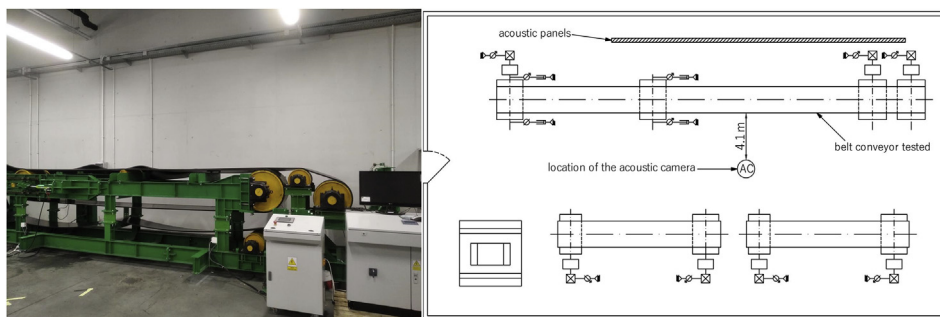 acoustic panels
4.1 m
belt conveyor tested
location of the acoustic camera
AC